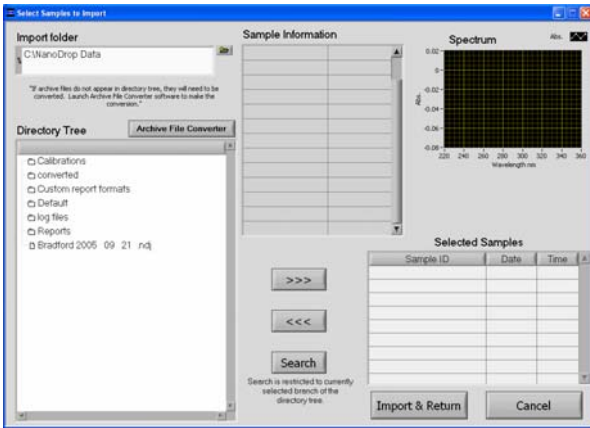 Select Samples to Import
Import folder
C:\NanoDrop Data
"If archive files do not appear in directory tree, they will need to be
converted. Launch Archive File Converter software to make the
conversion."
Directory Tree
Archive File Converter
Calibrations
converted
Custom report formats
Default
log files
Reports
Bradford 2005 09 21 .ndj
Sample Information
>>>
<<<
Search
Search is restricted to currently
selected branch of the
directory tree.
Spectrum
Abs.
0.02
0
-0.02
-0.04
-0.06
-0.08
Abs.
220 240 260 280 300 320 340 360
Wavelength nm
Selected Samples
Sample ID Date Time
Import & Return
Cancel